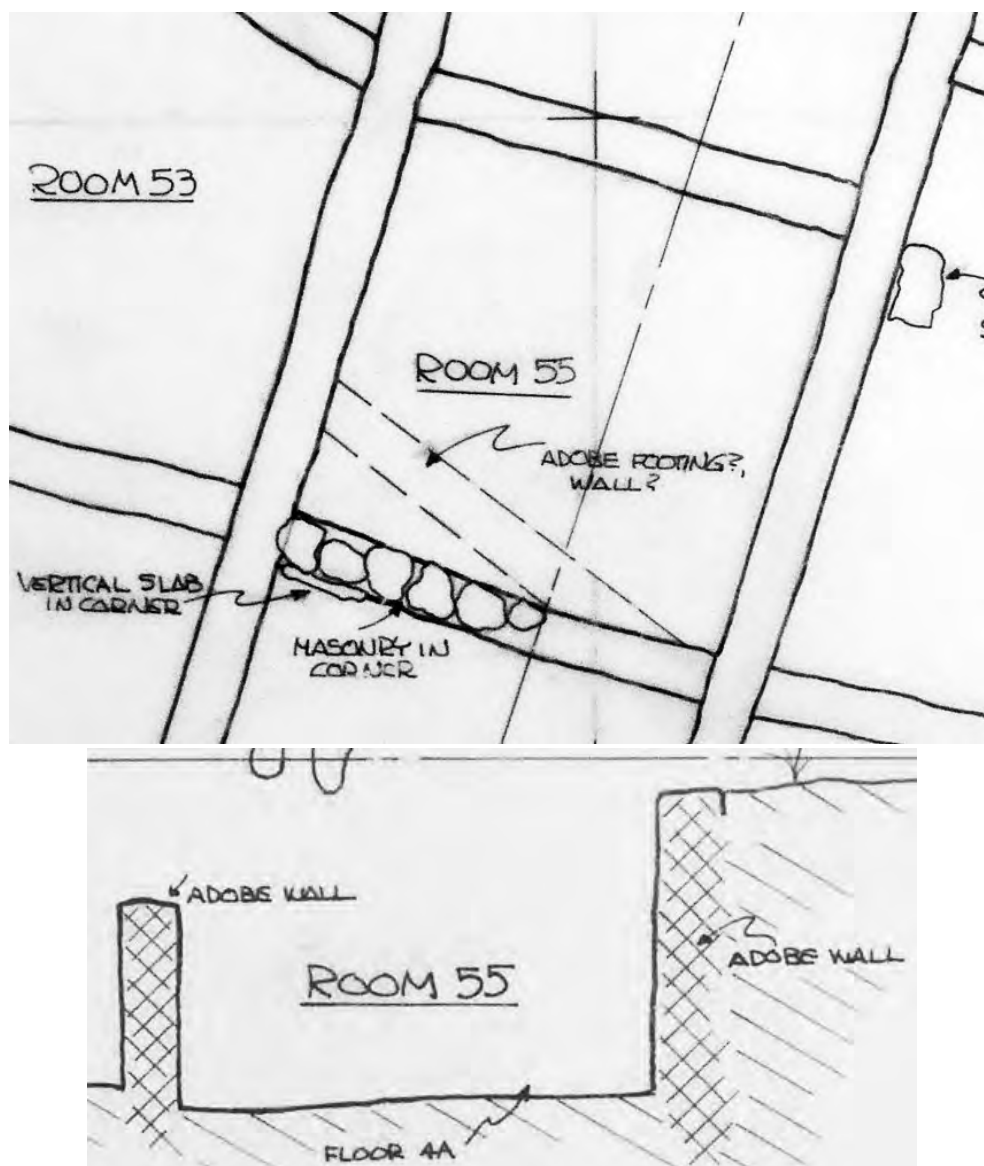 ROOM 53
ROOM 55
ADOBE FOOTING?,
WALL?
VERTICAL SLAB
IN CORNER
MASONRY IN
CORNER
ADOBE WALL
ROOM 55
ADOBE WALL
FLOOR 4A